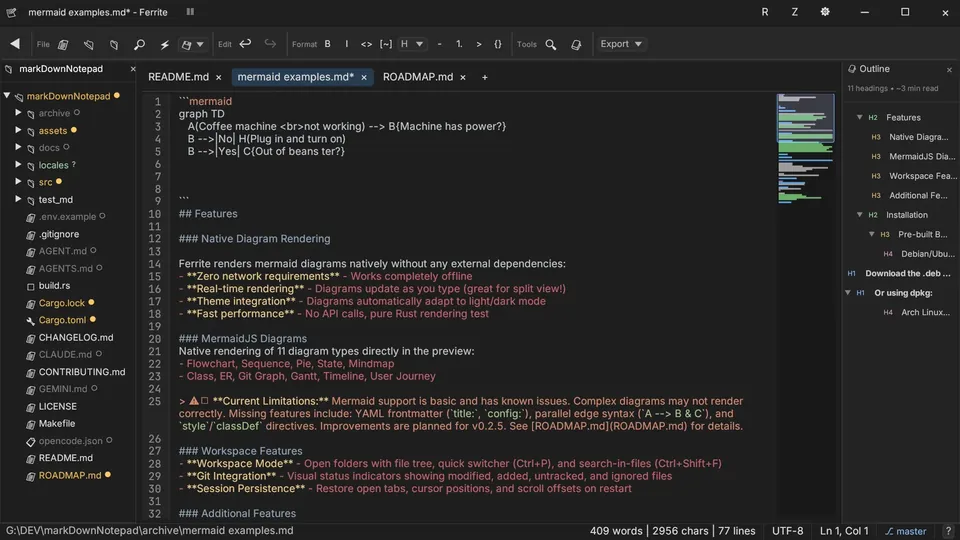 mermaid examples.md* - Ferrite
R Z
File Edit Format B I <> [~] H - 1. > {} Tools Export
markDownNotepad ×
README.md × mermaid examples.md* × ROADMAP.md × +
Outline ×
11 headings • ~3 min read
markDownNotepad
archive
assets
docs
locales ?
src
test_md
.env.example
.gitignore
AGENT.md
AGENTS.md
build.rs
Cargo.lock
Cargo.toml
CHANGELOG.md
CLAUDE.md
CONTRIBUTING.md
GEMINI.md
LICENSE
Makefile
opencode.json
README.md
ROADMAP.md
1 ```mermaid
2 graph TD
3 A(Coffee machine <br>not working) --> B{Machine has power?}
4 B -->|No| H(Plug in and turn on)
5 B -->|Yes| C{Out of beans ter?}
6
7
8
9 ```
10 ## Features
11
12 ### Native Diagram Rendering
13
14 Ferrite renders mermaid diagrams natively without any external dependencies:
15 - **Zero network requirements** - Works completely offline
16 - **Real-time rendering** - Diagrams update as you type (great for split view!)
17 - **Theme integration** - Diagrams automatically adapt to light/dark mode
18 - **Fast performance** - No API calls, pure Rust rendering test
19
20 ### MermaidJS Diagrams
21 Native rendering of 11 diagram types directly in the preview:
22 - Flowchart, Sequence, Pie, State, Mindmap
23 - Class, ER, Git Graph, Gantt, Timeline, User Journey
24
25 > ⚠□ **Current Limitations:** Mermaid support is basic and has known issues. Complex diagrams may not render
correctly. Missing features include: YAML frontmatter (`title:`, `config:`), parallel edge syntax (`A --> B & C`), and
`style`/`classDef` directives. Improvements are planned for v0.2.5. See [ROADMAP.md](ROADMAP.md) for details.
26
27 ### Workspace Features
28 - **Workspace Mode** - Open folders with file tree, quick switcher (Ctrl+P), and search-in-files (Ctrl+Shift+F)
29 - **Git Integration** - Visual status indicators showing modified, added, untracked, and ignored files
30 - **Session Persistence** - Restore open tabs, cursor positions, and scroll offsets on restart
31
32 ### Additional Features
H2 Features
H3 Native Diagra...
H3 MermaidJS Dia...
H3 Workspace Fea...
H3 Additional Fe...
H2 Installation
H3 Pre-built B...
H4 Debian/Ubu...
H1 Download the .deb ...
H1 Or using dpkg:
H4 Arch Linux...
G:\DEV\markDownNotepad\archive\mermaid examples.md 409 words | 2956 chars | 77 lines UTF-8 Ln 1, Col 1 master ?